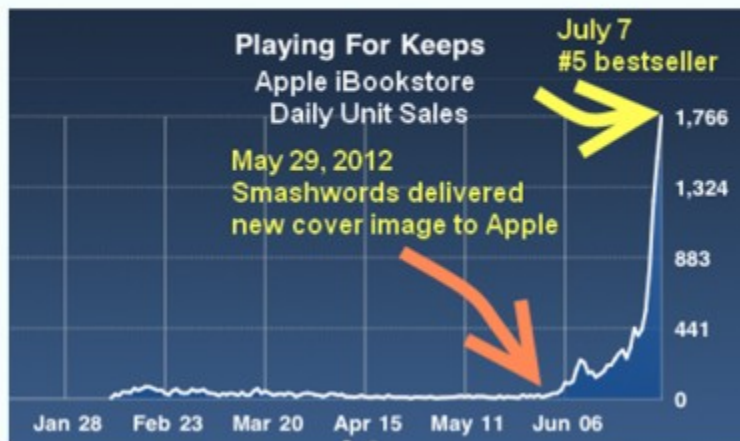 Playing For Keeps
Apple iBookstore
Daily Unit Sales
July 7
#5 bestseller
May 29, 2012
Smashwords delivered
new cover image to Apple
1,766
1,324
883
441
0
Jan 28 Feb 23 Mar 20 Apr 15 May 11 Jun 06